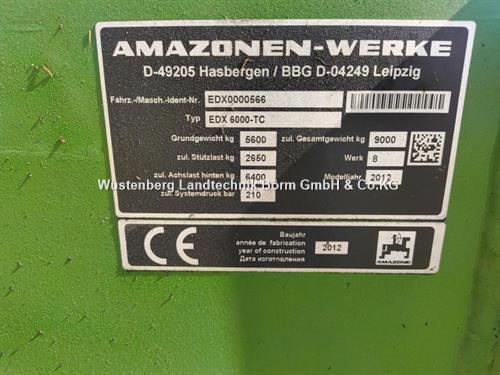 AMAZONEN-WERKE
D-49205 Hasbergen / BBG D-04249 Leipzig
Fahrz.-/Masch.-Ident-Nr. EDX0000566
Typ EDX 6000-TC
Grundgewicht kg 5600 zul. Gesamtgewicht kg 9000
zul. Stützlast kg 2650 Werk 8
zul. Achslast hinten kg 6400 Modelljahr 2012
Wüstenberg Landtechnik Dorm GmbH & Co.KG
zul. Systemdruck bar 210
CE
Baujahr
année de fabrication
year of construction
Дата изготовления
2012
AMAZONE